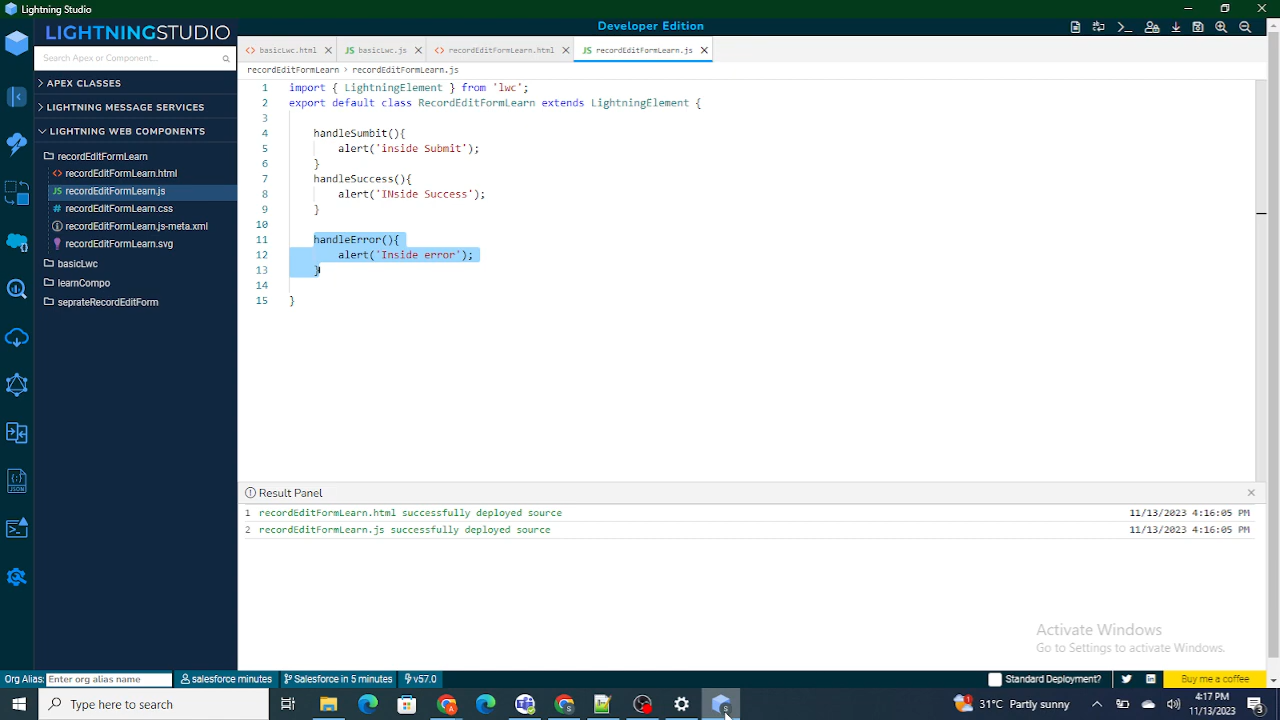 Lightning Studio
LIGHTNINGSTUDIO
Developer Edition
Search Apex or Component...
APEX CLASSES
LIGHTNING MESSAGE SERVICES
LIGHTNING WEB COMPONENTS
recordEditFormLearn
recordEditFormLearn.html
JS recordEditFormLearn.js
# recordEditFormLearn.css
recordEditFormLearn.js-meta.xml
recordEditFormLearn.svg
basicLwc
learnCompo
seprateRecordEditForm
JSON
basicLwc.html
JS basicLwc.js
recordEditFormLearn.html
JS recordEditFormLearn.js
recordEditFormLearn > recordEditFormLearn.js
1 import { LightningElement } from 'lwc';
2 export default class RecordEditFormLearn extends LightningElement {
3
4 handleSumbit(){
5 alert('inside Submit');
6 }
7 handleSuccess(){
8 alert('INside Success');
9 }
10
11 handleError(){
12 alert('Inside error');
13 }
14
15 }
Result Panel
1 recordEditFormLearn.html successfully deployed source 11/13/2023 4:16:05 PM
2 recordEditFormLearn.js successfully deployed source 11/13/2023 4:16:05 PM
Activate Windows
Go to Settings to activate Windows.
Org Alias: Enter org alias name salesforce minutes Salesforce in 5 minutes v57.0 Standard Deployment? Buy me a coffee
Type here to search
31°C Partly sunny
4:17 PM
11/13/2023
3